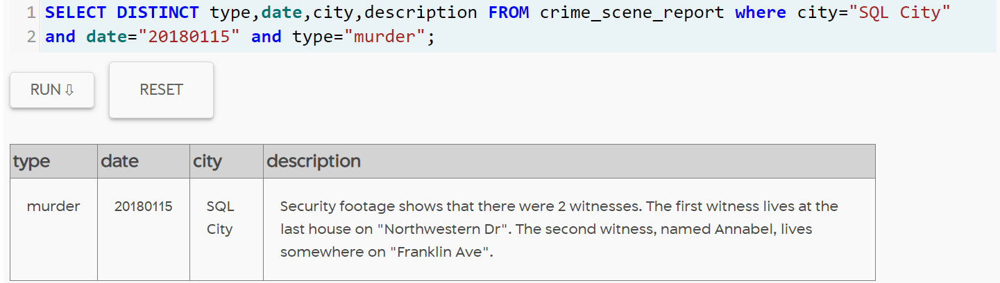 1 SELECT DISTINCT type,date,city,description FROM crime_scene_report where city="SQL City"
2 and date="20180115" and type="murder";
RUN ⇩ RESET
type date city description
murder 20180115 SQL Security footage shows that there were 2 witnesses. The first witness lives at the
City last house on "Northwestern Dr". The second witness, named Annabel, lives
somewhere on "Franklin Ave".